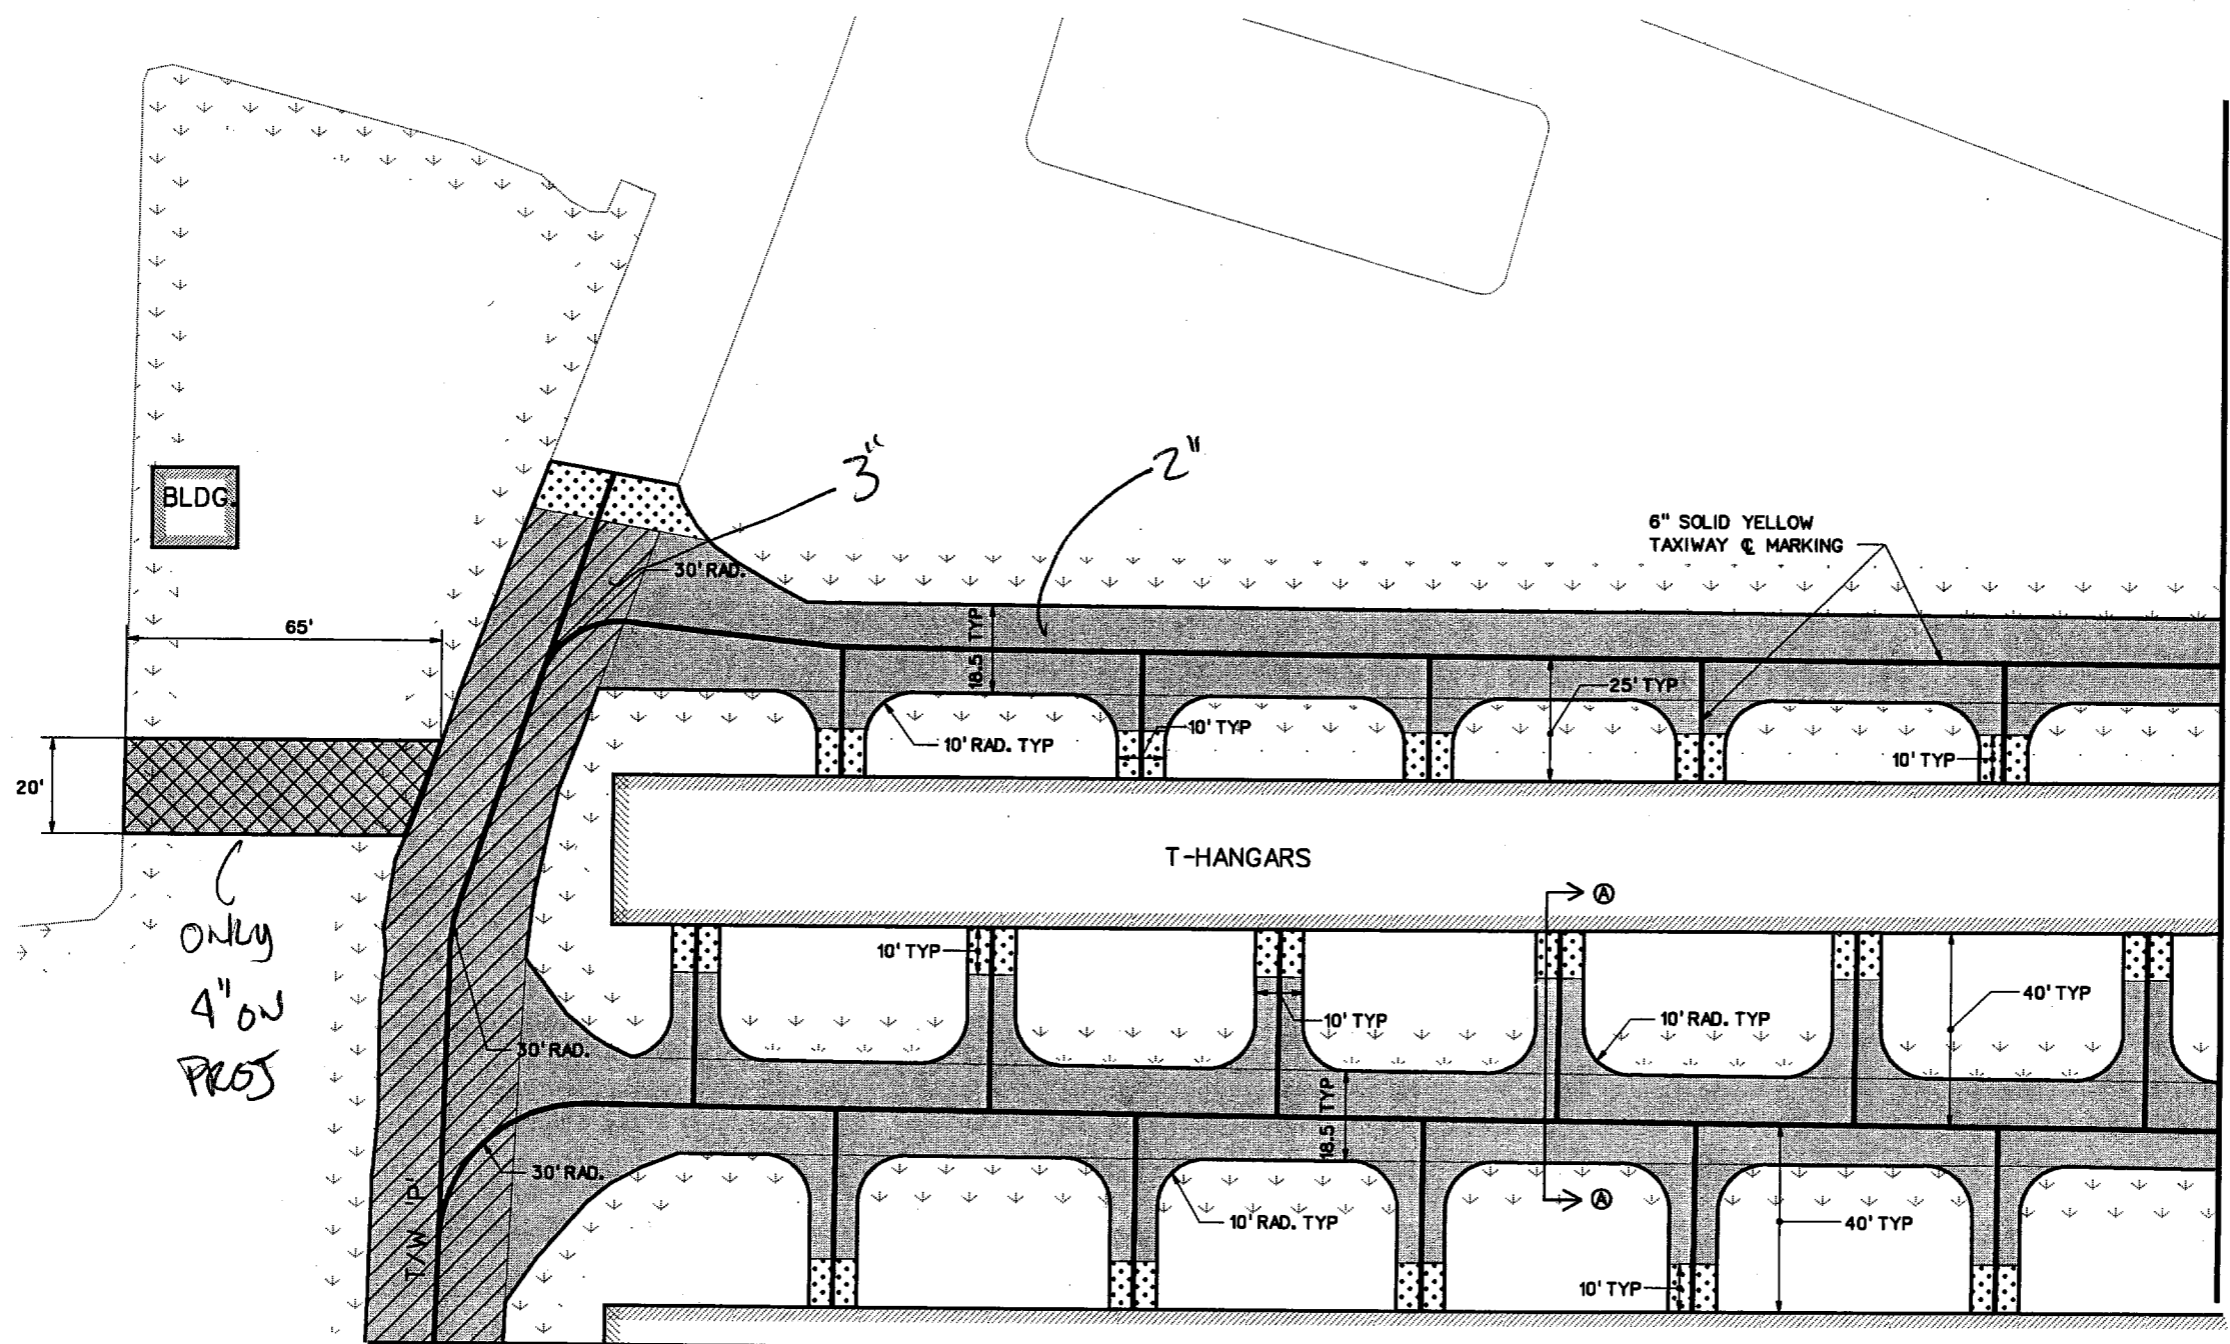 3"
2"
BLDG.
6" SOLID YELLOW
TAXIWAY ℄ MARKING
30' RAD.
65'
18.5 TYP
25' TYP
10' TYP
10' RAD. TYP
10' TYP
20'
T-HANGARS
ONLY
4" ON
PROJ
A
10' TYP
40' TYP
10' TYP
10' RAD. TYP
30' RAD.
18.5 TYP
30' RAD.
T/W 'P'
A
10' RAD. TYP
40' TYP
10' TYP